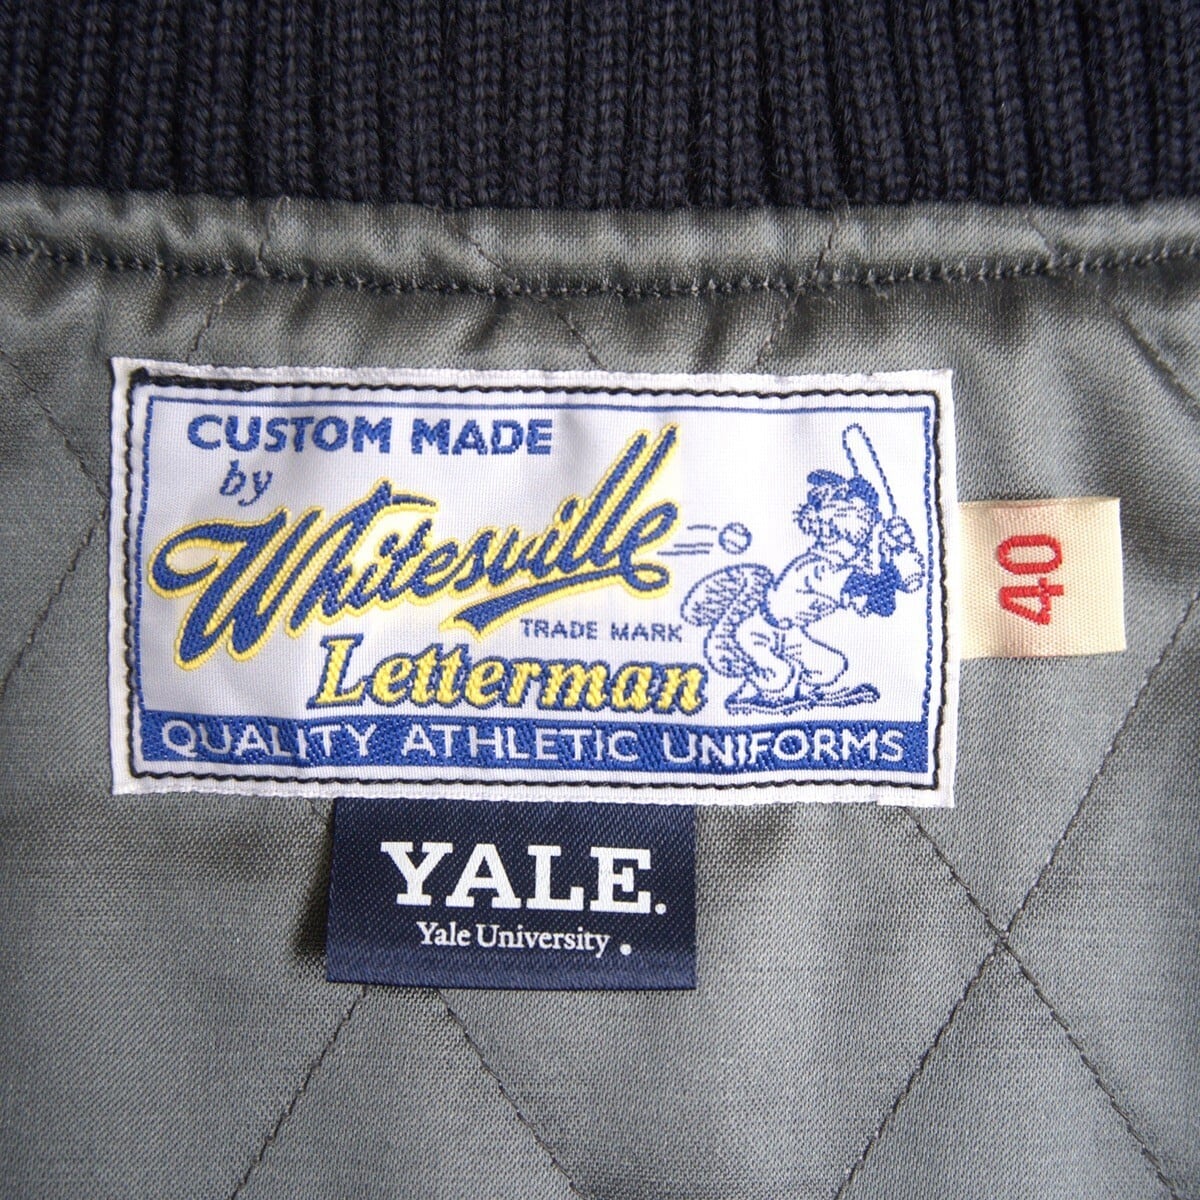 CUSTOM MADE
by
Whitesville
TRADE MARK
Letterman
QUALITY ATHLETIC UNIFORMS
40
YALE.
Yale University.